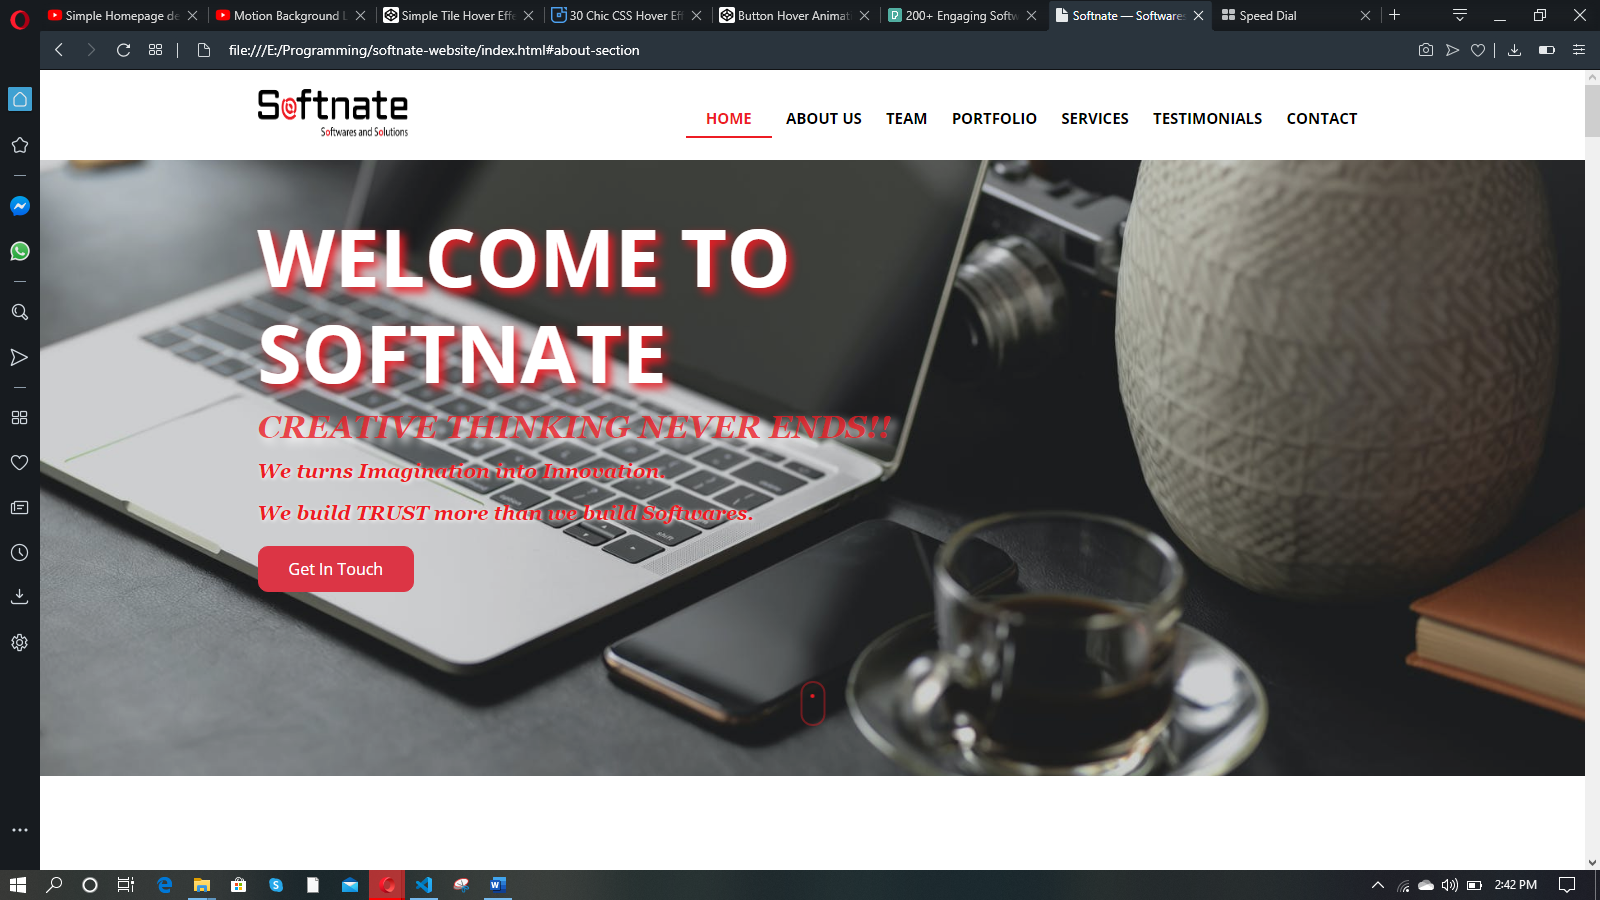 Simple Homepage de
Motion Background L
Simple Tile Hover Effe
30 Chic CSS Hover Eff
Button Hover Animati
200+ Engaging Softw
Softnate — Softwares
Speed Dial
file:///E:/Programming/softnate-website/index.html#about-section
Softnate
Softwares and Solutions
HOME
ABOUT US
TEAM
PORTFOLIO
SERVICES
TESTIMONIALS
CONTACT
WELCOME TO
SOFTNATE
CREATIVE THINKING NEVER ENDS!!
We turns Imagination into Innovation.
We build TRUST more than we build Softwares.
Get In Touch
2:42 PM